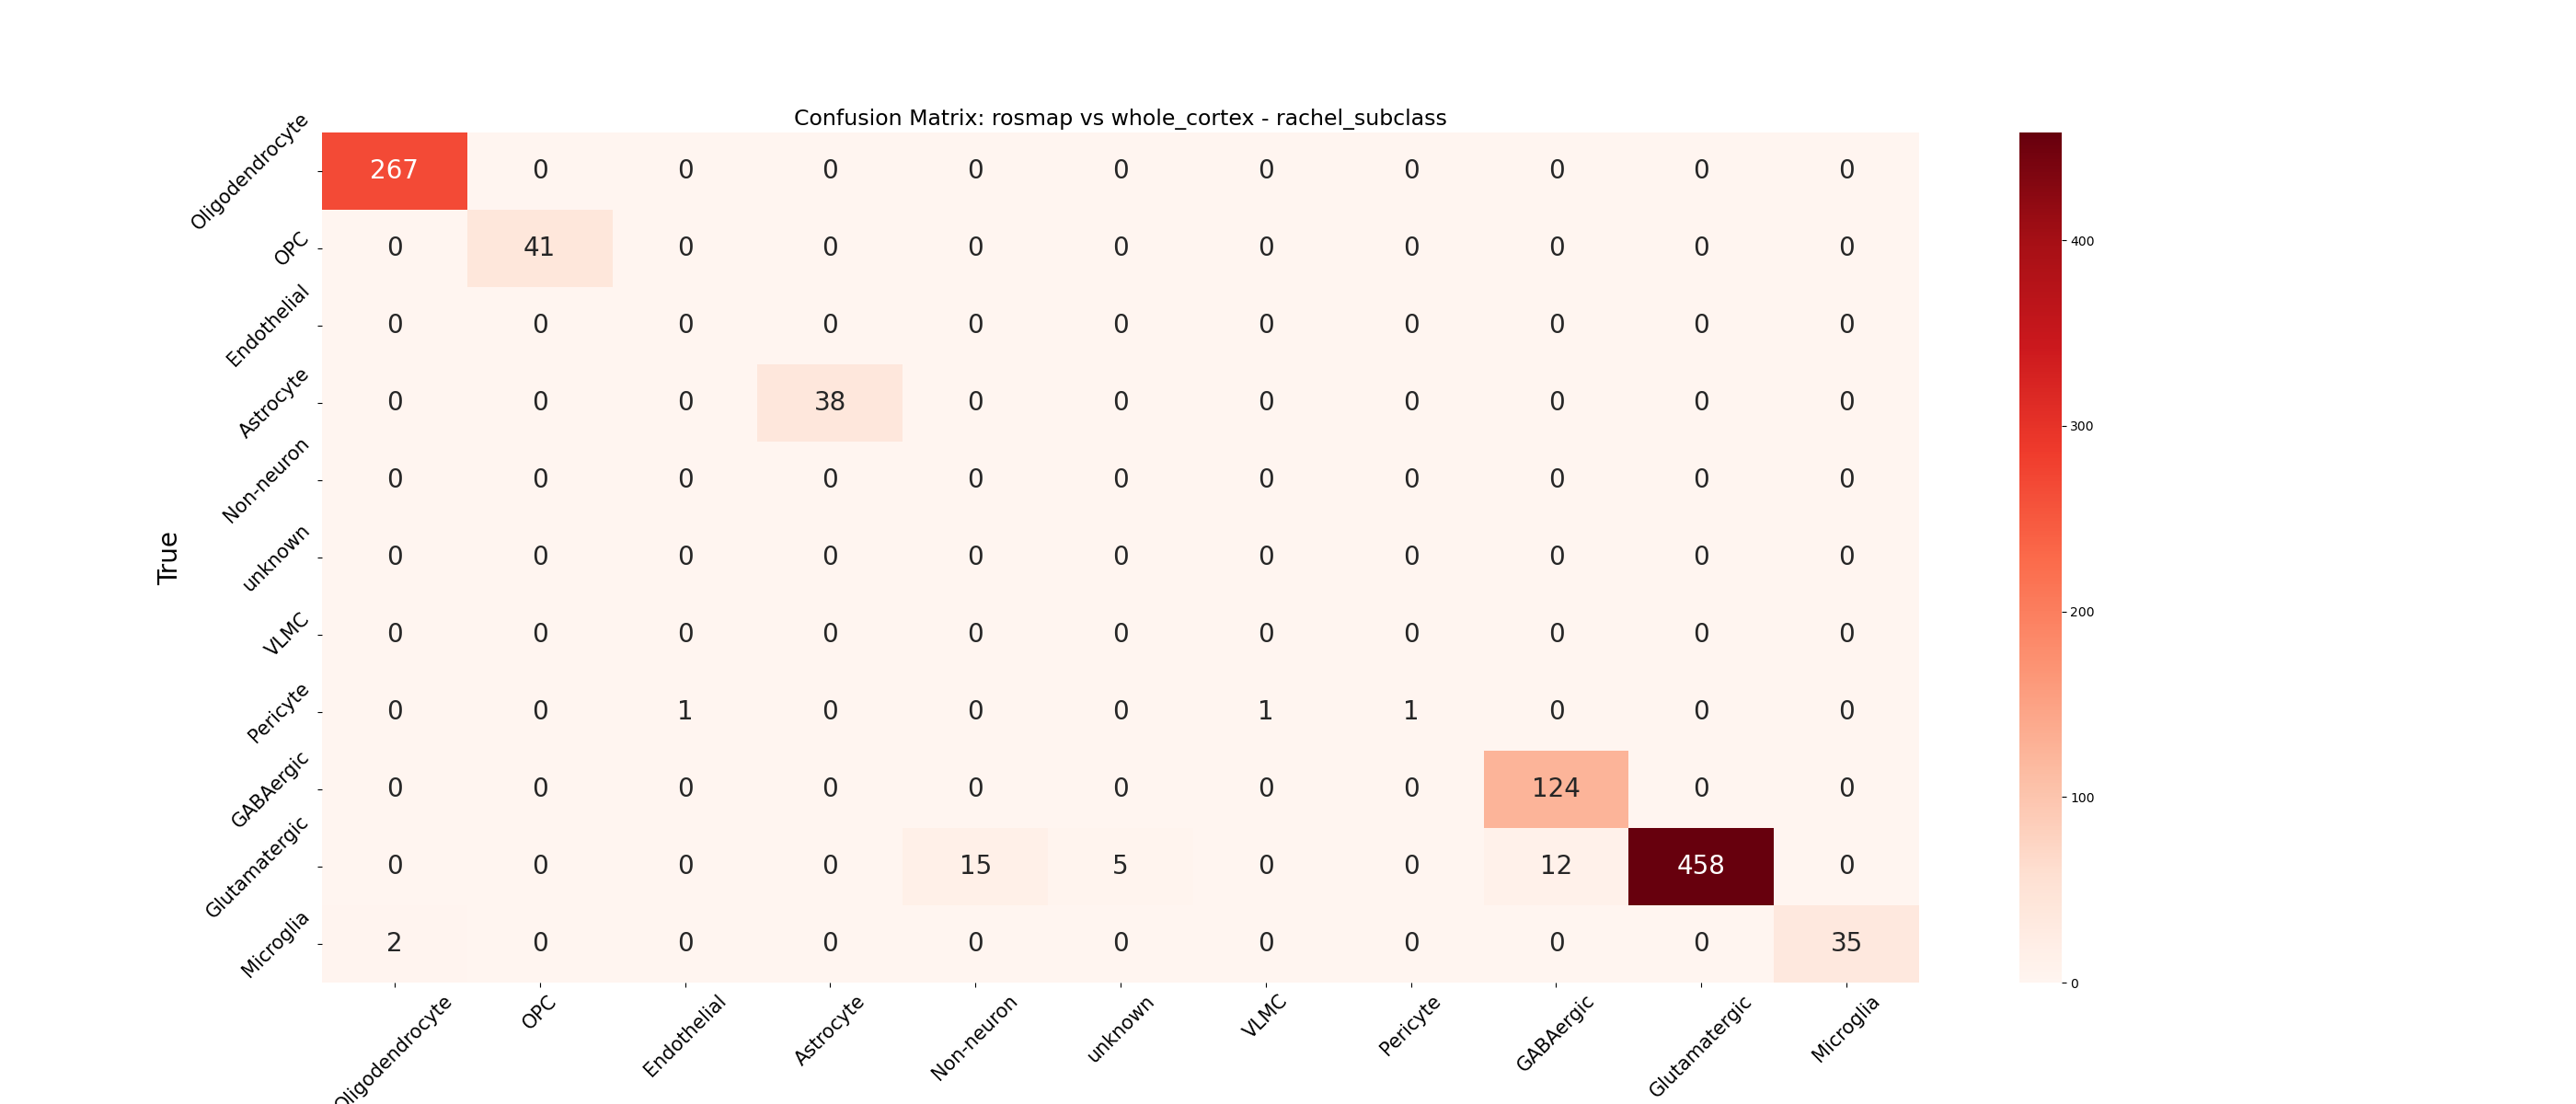 Confusion Matrix: rosmap vs whole_cortex - rachel_subclass
True
Oligodendrocyte 267 0 0 0 0 0 0 0 0 0 0
OPC 0 41 0 0 0 0 0 0 0 0 0
Endothelial 0 0 0 0 0 0 0 0 0 0 0
Astrocyte 0 0 0 38 0 0 0 0 0 0 0
Non-neuron 0 0 0 0 0 0 0 0 0 0 0
unknown 0 0 0 0 0 0 0 0 0 0 0
VLMC 0 0 0 0 0 0 0 0 0 0 0
Pericyte 0 0 1 0 0 0 1 1 0 0 0
GABAergic 0 0 0 0 0 0 0 0 124 0 0
Glutamatergic 0 0 0 0 15 5 0 0 12 458 0
Microglia 2 0 0 0 0 0 0 0 0 0 35
Oligodendrocyte OPC Endothelial Astrocyte Non-neuron unknown VLMC Pericyte GABAergic Glutamatergic Microglia
400
300
200
100
0